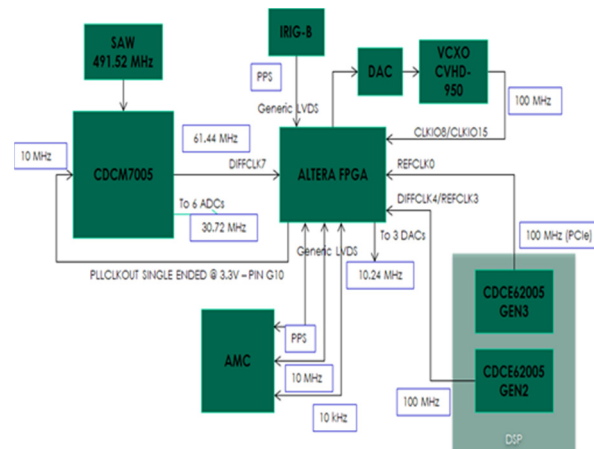 SAW
491.52 MHz
IRIG-B
PPS
Generic LVDS
DAC
VCXO
CVHD-
950
100 MHz
CLKIO8/CLKIO15
10 MHz
CDCM7005
61.44 MHz
DIFFCLK7
To 6 ADCs
30.72 MHz
ALTERA FPGA
REFCLK0
DIFFCLK4/REFCLK3
To 3 DACs
Generic LVDS
10.24 MHz
100 MHz (PCIe)
PLLCLKOUT SINGLE ENDED @ 3.3V – PIN G10
CDCE62005
GEN3
AMC
PPS
10 MHz
10 kHz
100 MHz
CDCE62005
GEN2
DSP